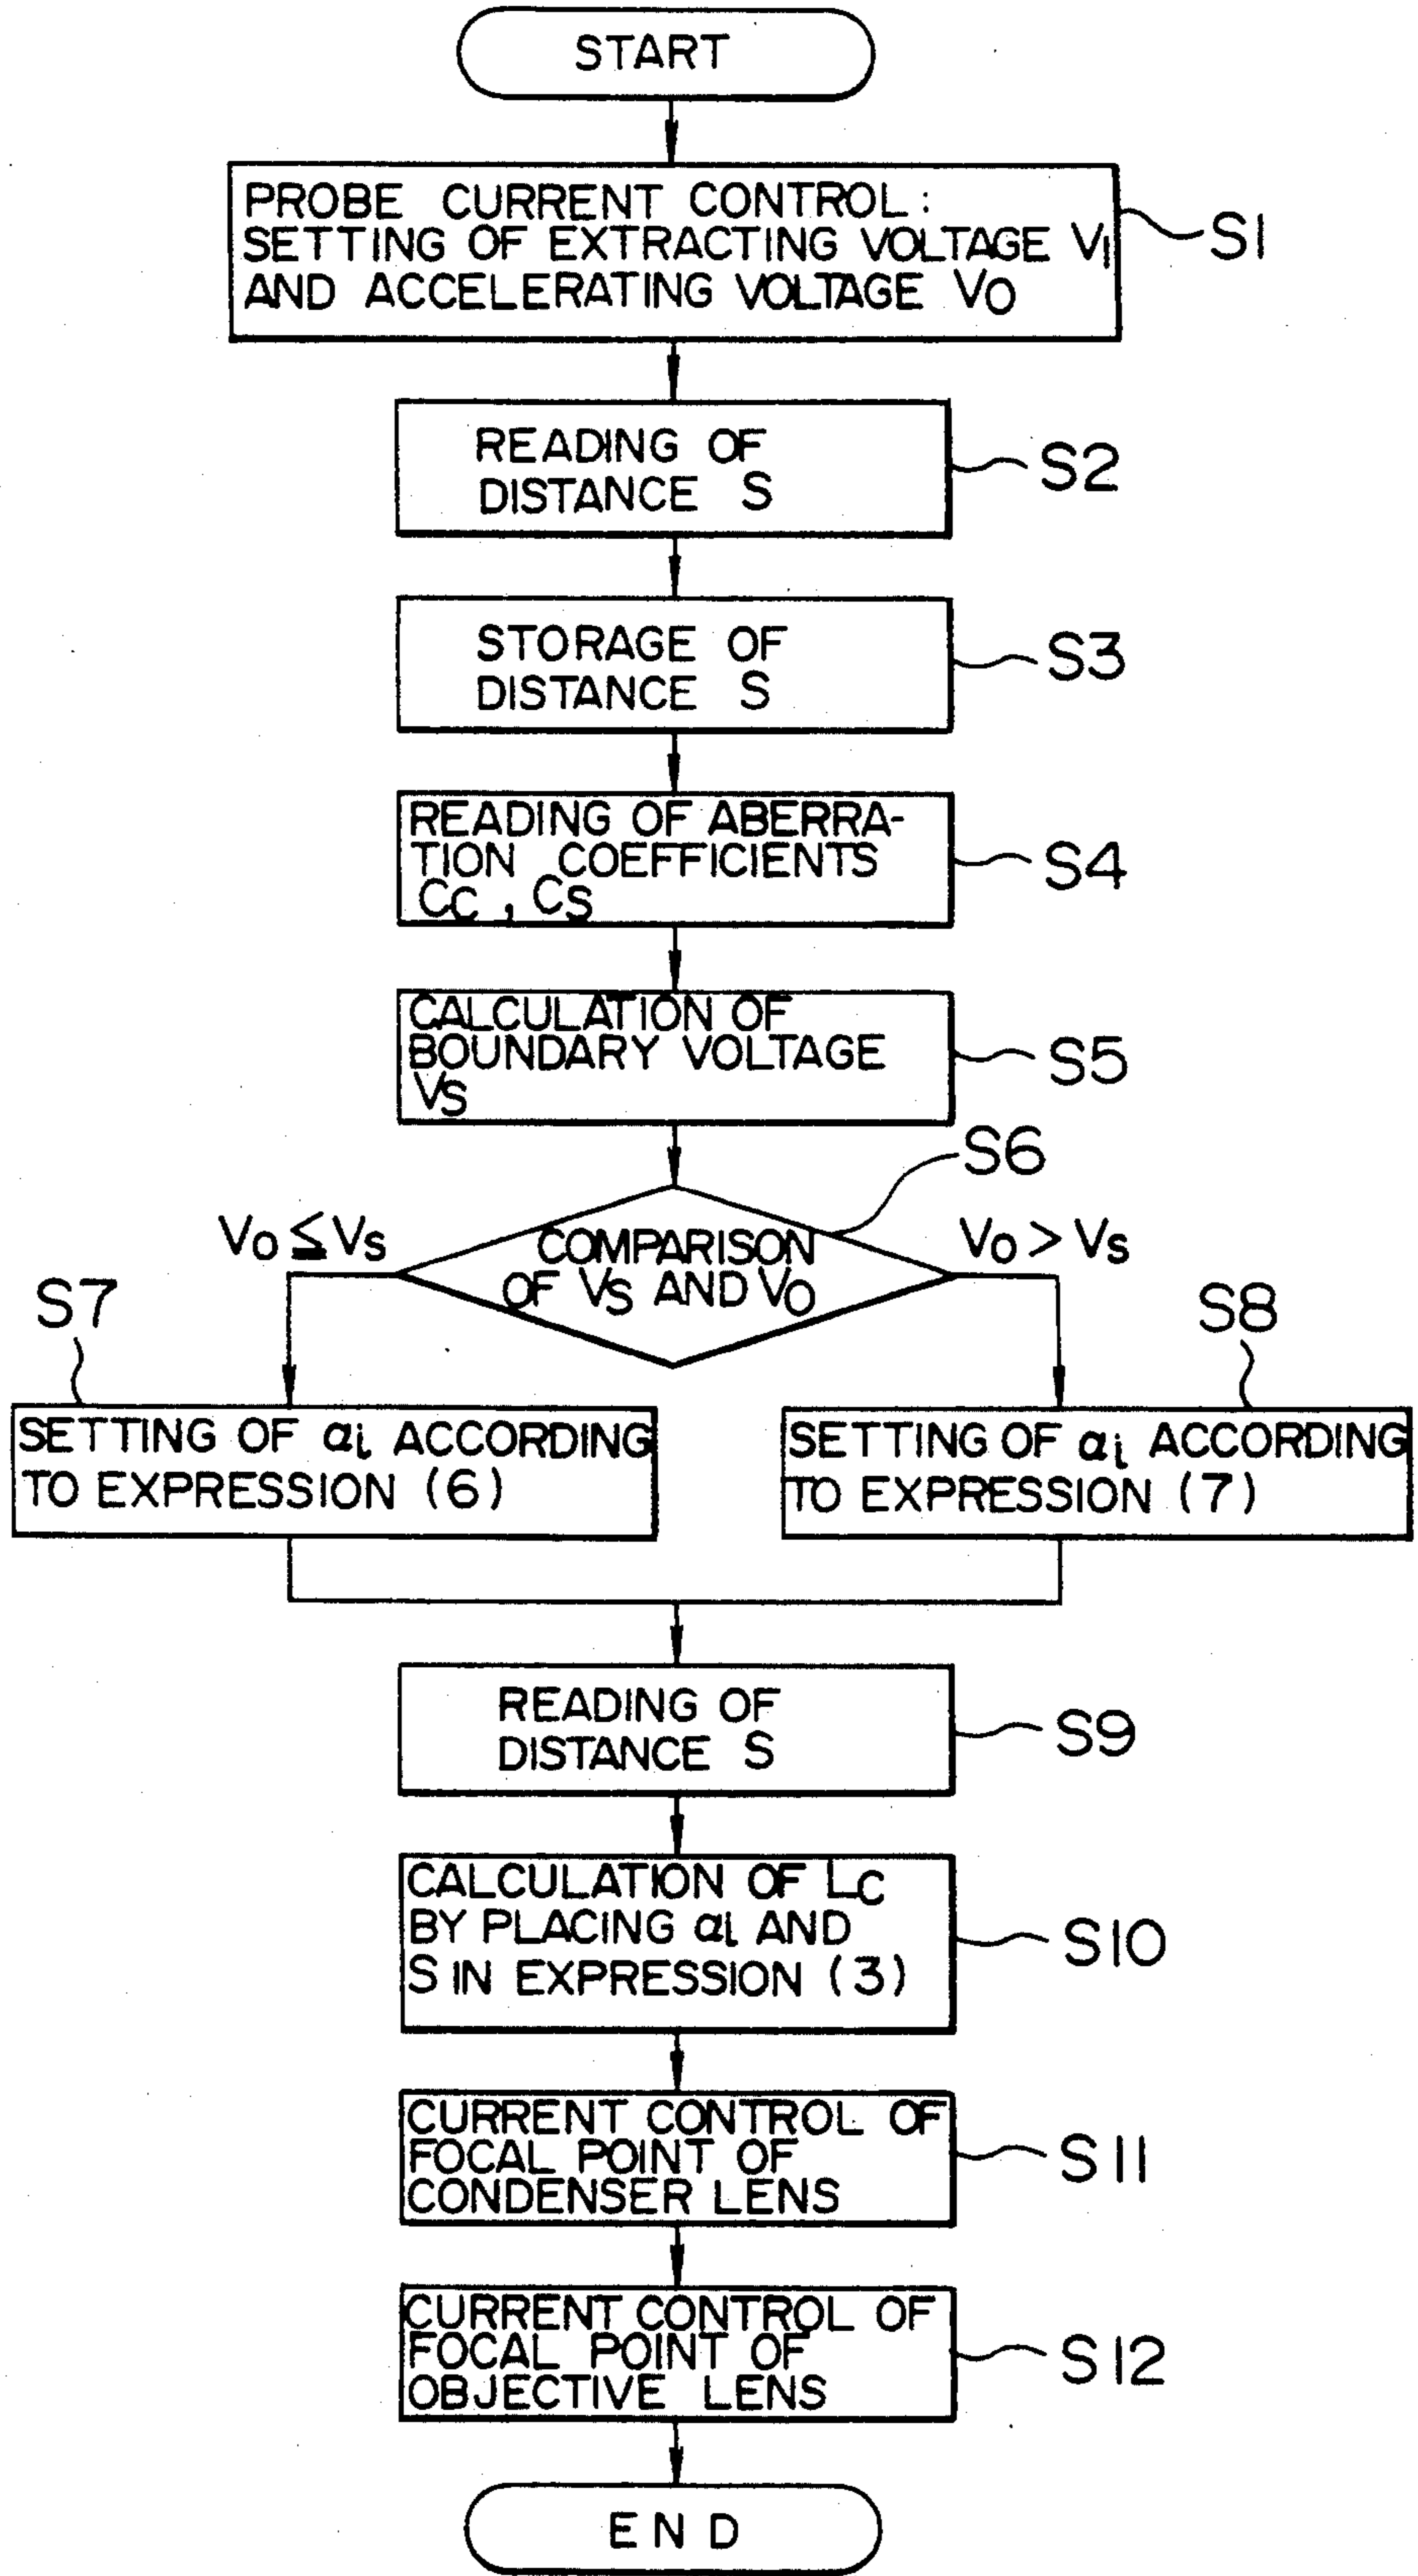 START
PROBE CURRENT CONTROL:
SETTING OF EXTRACTING VOLTAGE V1
AND ACCELERATING VOLTAGE VO
S1
READING OF
DISTANCE S
S2
STORAGE OF
DISTANCE S
S3
READING OF ABERRA-
TION COEFFICIENTS
CC, CS
S4
CALCULATION OF
BOUNDARY VOLTAGE
VS
S5
S6
VO ≦ VS
COMPARISON
OF VS AND VO
VO > VS
S7
SETTING OF αi ACCORDING
TO EXPRESSION (6)
S8
SETTING OF αi ACCORDING
TO EXPRESSION (7)
READING OF
DISTANCE S
S9
CALCULATION OF LC
BY PLACING αi AND
S IN EXPRESSION (3)
S10
CURRENT CONTROL OF
FOCAL POINT OF
CONDENSER LENS
S11
CURRENT CONTROL OF
FOCAL POINT OF
OBJECTIVE LENS
S12
END